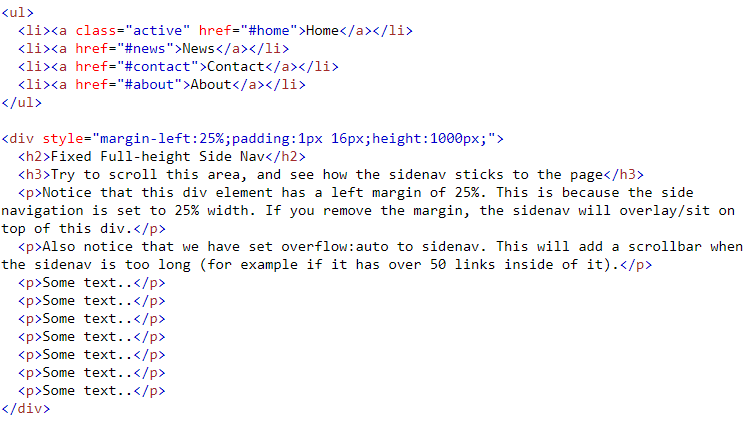 <ul>
  <li><a class="active" href="#home">Home</a></li>
  <li><a href="#news">News</a></li>
  <li><a href="#contact">Contact</a></li>
  <li><a href="#about">About</a></li>
</ul>

<div style="margin-left:25%;padding:1px 16px;height:1000px;">
  <h2>Fixed Full-height Side Nav</h2>
  <h3>Try to scroll this area, and see how the sidenav sticks to the page</h3>
  <p>Notice that this div element has a left margin of 25%. This is because the side
navigation is set to 25% width. If you remove the margin, the sidenav will overlay/sit on
top of this div.</p>
  <p>Also notice that we have set overflow:auto to sidenav. This will add a scrollbar when
the sidenav is too long (for example if it has over 50 links inside of it).</p>
  <p>Some text..</p>
  <p>Some text..</p>
  <p>Some text..</p>
  <p>Some text..</p>
  <p>Some text..</p>
  <p>Some text..</p>
  <p>Some text..</p>
</div>